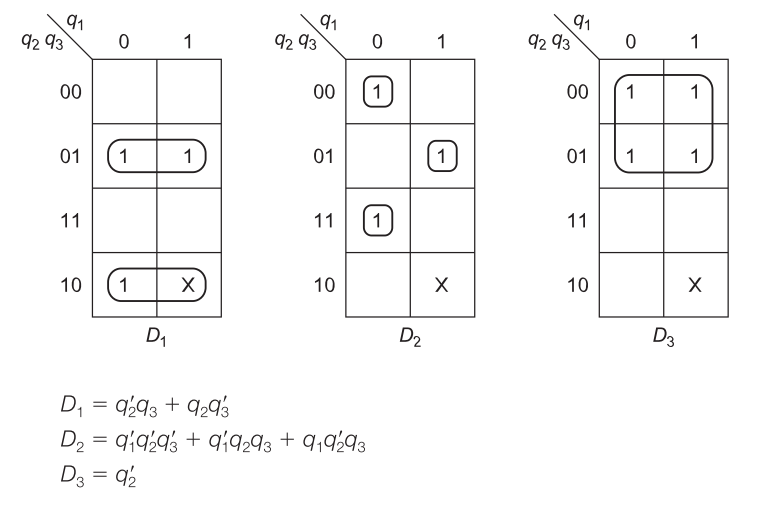 q₁ q₁ q₁
q₂ q₃ 0 1 q₂ q₃ 0 1 q₂ q₃ 0 1
00 00 1 00 1 1
01 1 1 01 1 01 1 1
11 11 1 11
10 1 X 10 X 10 X
D₁ D₂ D₃
D₁ = q₂′q₃ + q₂q₃′
D₂ = q₁′q₂′q₃′ + q₁′q₂q₃ + q₁q₂′q₃
D₃ = q₂′